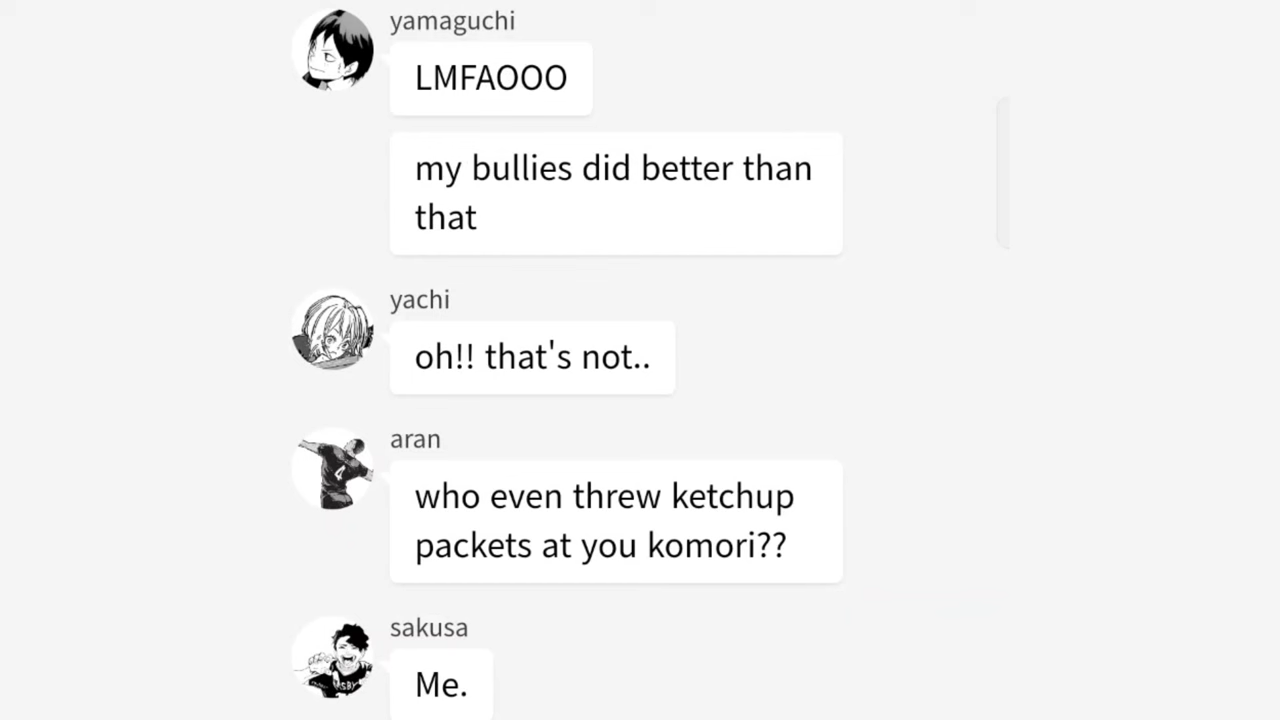 yamaguchi
LMFAOOO
my bullies did better than
that
yachi
oh!! that's not..
aran
4
who even threw ketchup
packets at you komori??
sakusa
Me.